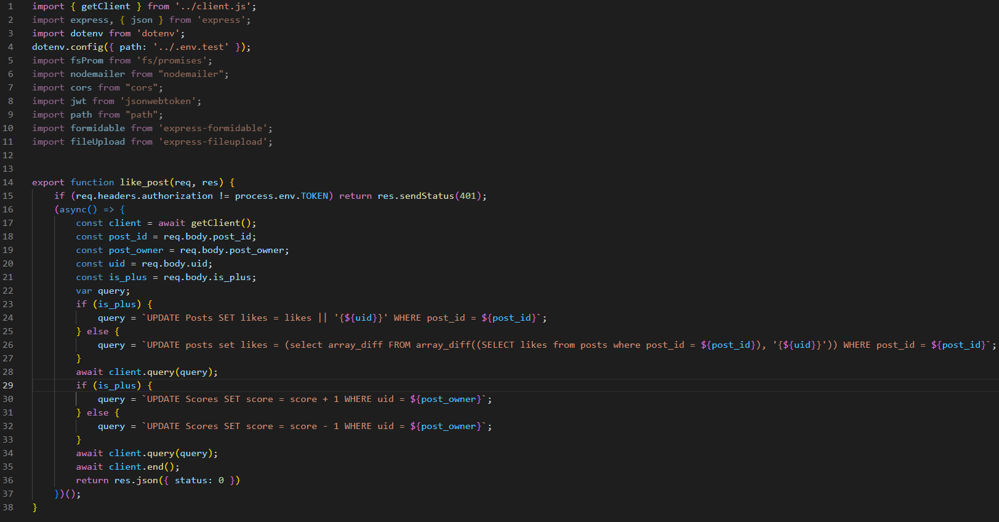 1 import { getClient } from '../client.js';
2 import express, { json } from 'express';
3 import dotenv from 'dotenv';
4 dotenv.config({ path: '../.env.test' });
5 import fsProm from 'fs/promises';
6 import nodemailer from "nodemailer";
7 import cors from "cors";
8 import jwt from 'jsonwebtoken';
9 import path from "path";
10 import formidable from 'express-formidable';
11 import fileUpload from 'express-fileupload';
12
13
14 export function like_post(req, res) {
15     if (req.headers.authorization != process.env.TOKEN) return res.sendStatus(401);
16     (async() => {
17         const client = await getClient();
18         const post_id = req.body.post_id;
19         const post_owner = req.body.post_owner;
20         const uid = req.body.uid;
21         const is_plus = req.body.is_plus;
22         var query;
23         if (is_plus) {
24             query = `UPDATE Posts SET likes = likes || '{${uid}}' WHERE post_id = ${post_id}`;
25         } else {
26             query = `UPDATE posts set likes = (select array_diff FROM array_diff((SELECT likes from posts where post_id = ${post_id}), '{${uid}}')) WHERE post_id = ${post_id}`;
27         }
28         await client.query(query);
29         if (is_plus) {
30             query = `UPDATE Scores SET score = score + 1 WHERE uid = ${post_owner}`;
31         } else {
32             query = `UPDATE Scores SET score = score - 1 WHERE uid = ${post_owner}`;
33         }
34         await client.query(query);
35         await client.end();
36         return res.json({ status: 0 })
37     })();
38 }